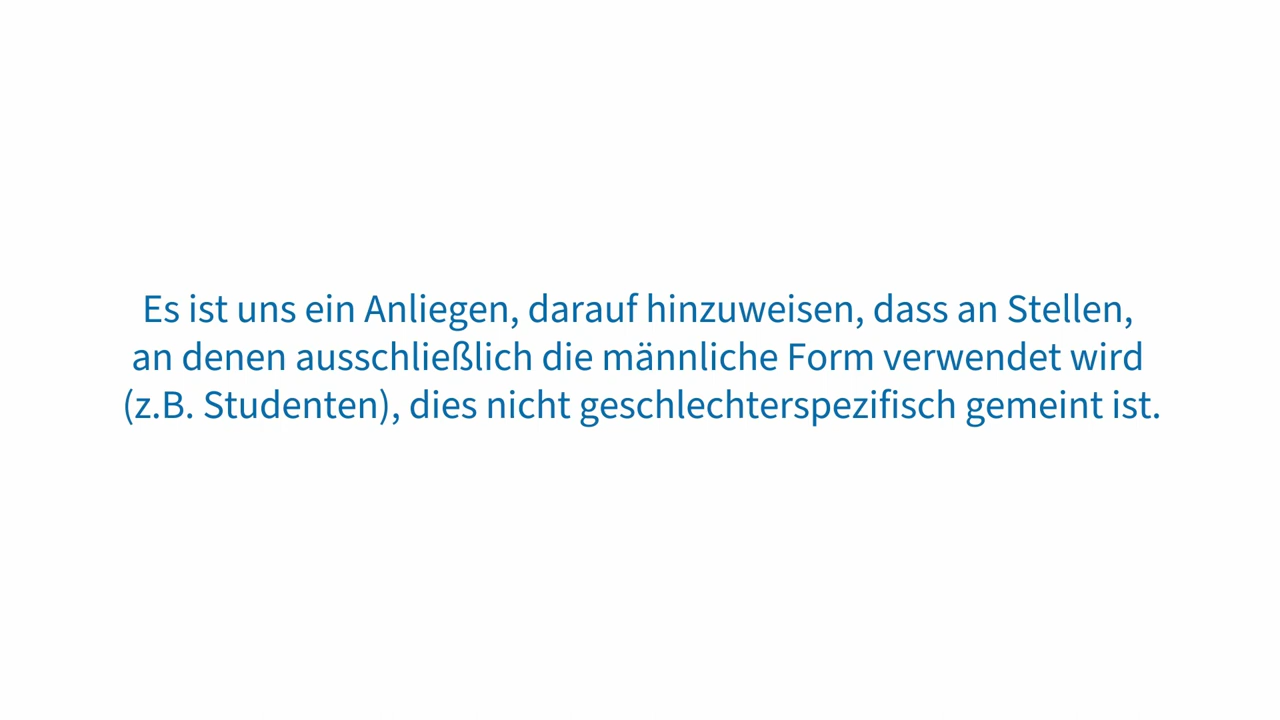 Es ist uns ein Anliegen, darauf hinzuweisen, dass an Stellen,
an denen ausschließlich die männliche Form verwendet wird
(z.B. Studenten), dies nicht geschlechterspezifisch gemeint ist.